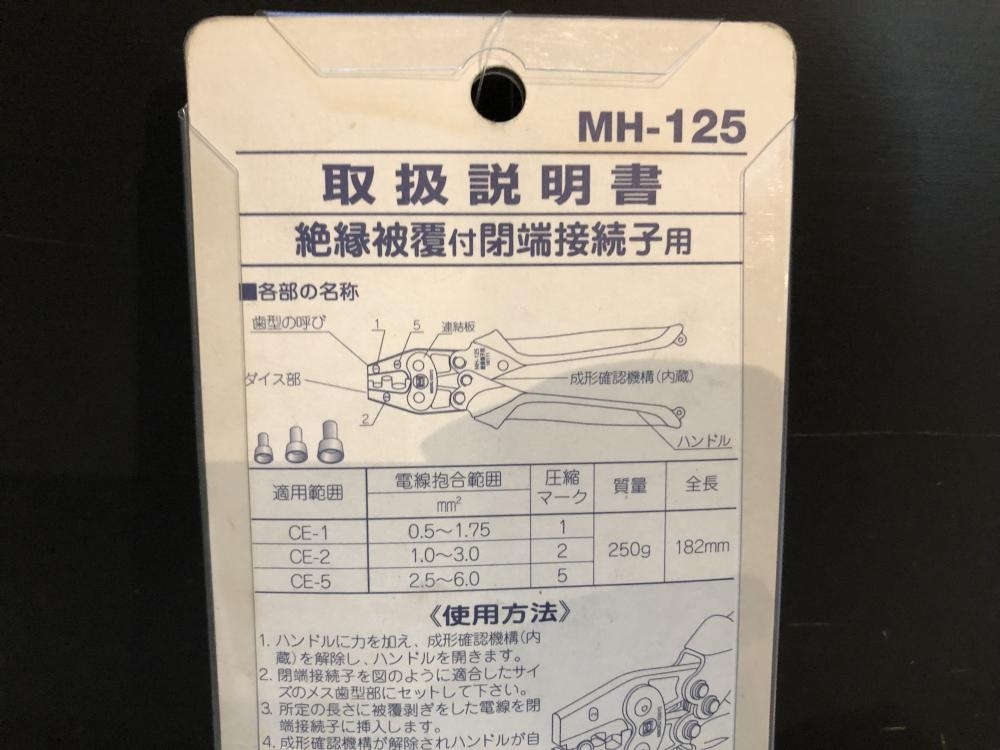 MH-125
取扱説明書
絶縁被覆付閉端接続子用
■各部の名称
歯型の呼び
1
5
連結板
MH-125
ダイス部
成形確認機構(内蔵)
2
ハンドル
適用範囲 電線抱合範囲 mm² 圧縮マーク 質量 全長
CE-1 0.5〜1.75 1 250g 182mm
CE-2 1.0〜3.0 2
CE-5 2.5〜6.0 5
《使用方法》
1. ハンドルに力を加え、成形確認機構(内
蔵)を解除し、ハンドルを開きます。
2. 閉端接続子を図のように適合したサイ
ズのメス歯型部にセットして下さい。
3. 所定の長さに被覆剥ぎをした電線を閉
端接続子に挿入します。
4. 成形確認機構が解除されハンドルが自